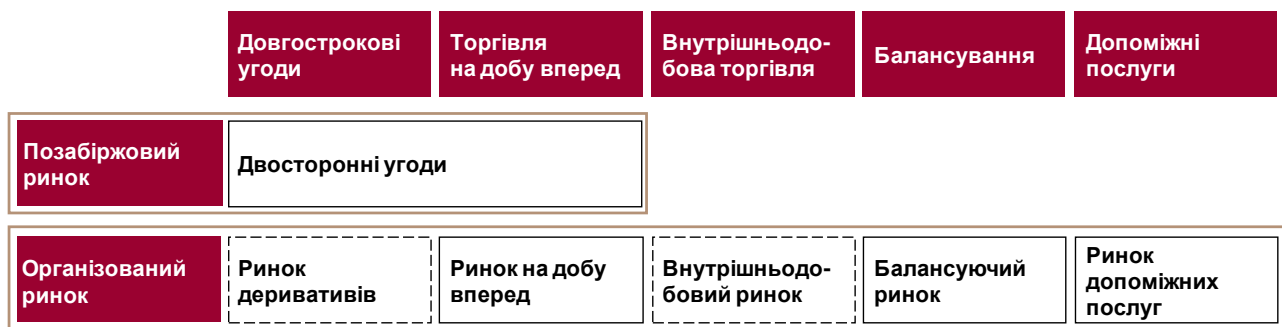 Довгострокові
угоди
Торгівля
на добу вперед
Внутрішньодо-
бова торгівля
Балансування
Допоміжні
послуги
Позабіржовий
ринок
Двосторонні угоди
Організований
ринок
Ринок
деривативів
Ринок на добу
вперед
Внутрішньодо-
бовий ринок
Балансуючий
ринок
Ринок
допоміжних
послуг